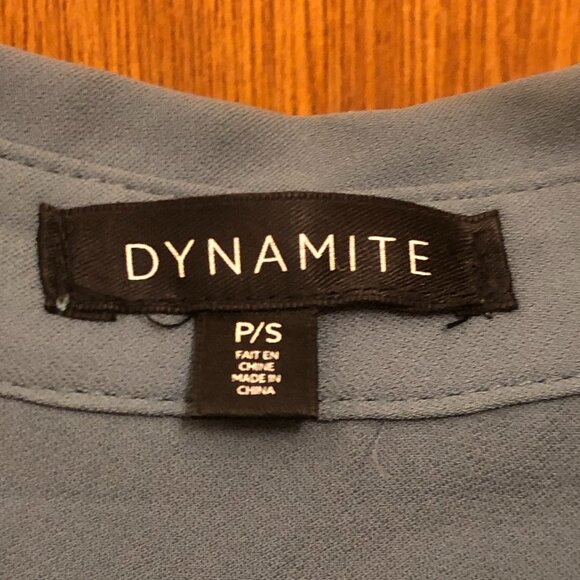 DYNAMITE
P/S
FAIT EN
CHINE
MADE IN
CHINA